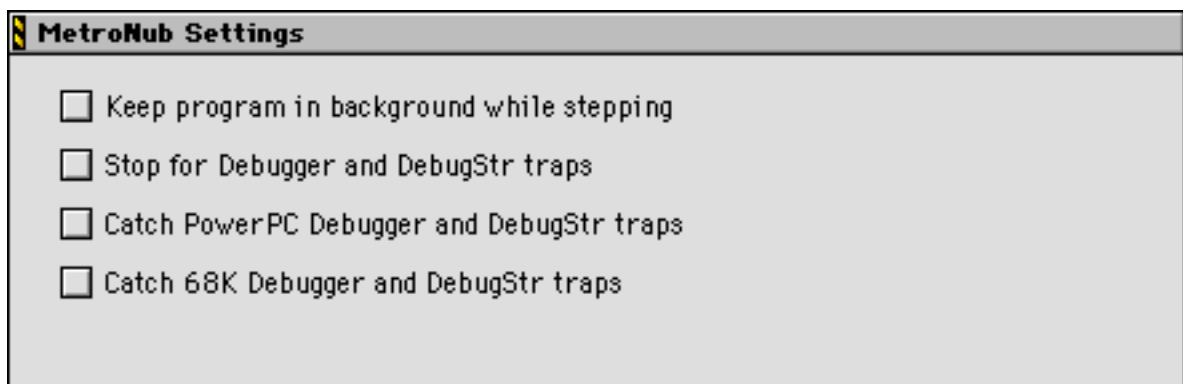 MetroNub Settings
Keep program in background while stepping
Stop for Debugger and DebugStr traps
Catch PowerPC Debugger and DebugStr traps
Catch 68K Debugger and DebugStr traps